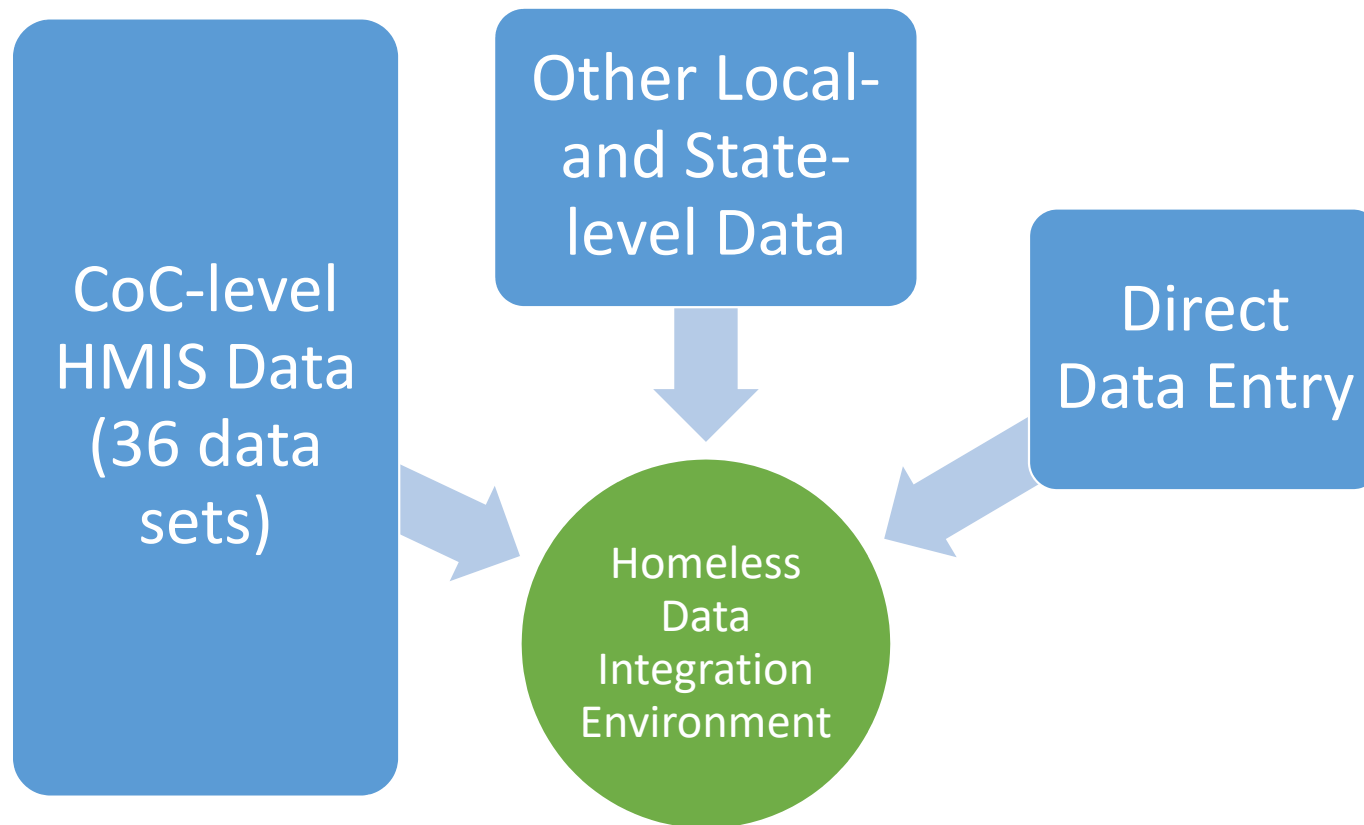 CoC-level
HMIS Data
(36 data
sets)
Other Local-
and State-
level Data
Direct
Data Entry
Homeless
Data
Integration
Environment